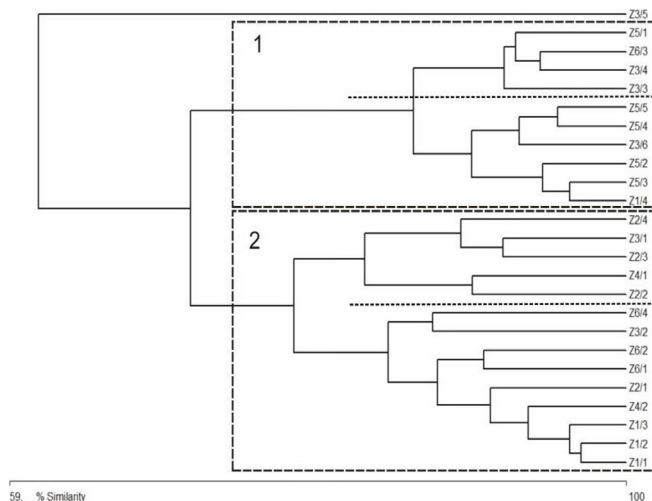 Z3/5
1
Z5/1
Z6/3
Z3/4
Z3/3
Z5/5
Z5/4
Z3/6
Z5/2
Z5/3
Z1/4
2
Z2/4
Z3/1
Z2/3
Z4/1
Z2/2
Z6/4
Z3/2
Z6/2
Z6/1
Z2/1
Z4/2
Z1/3
Z1/2
Z1/1
59. % Similarity 100